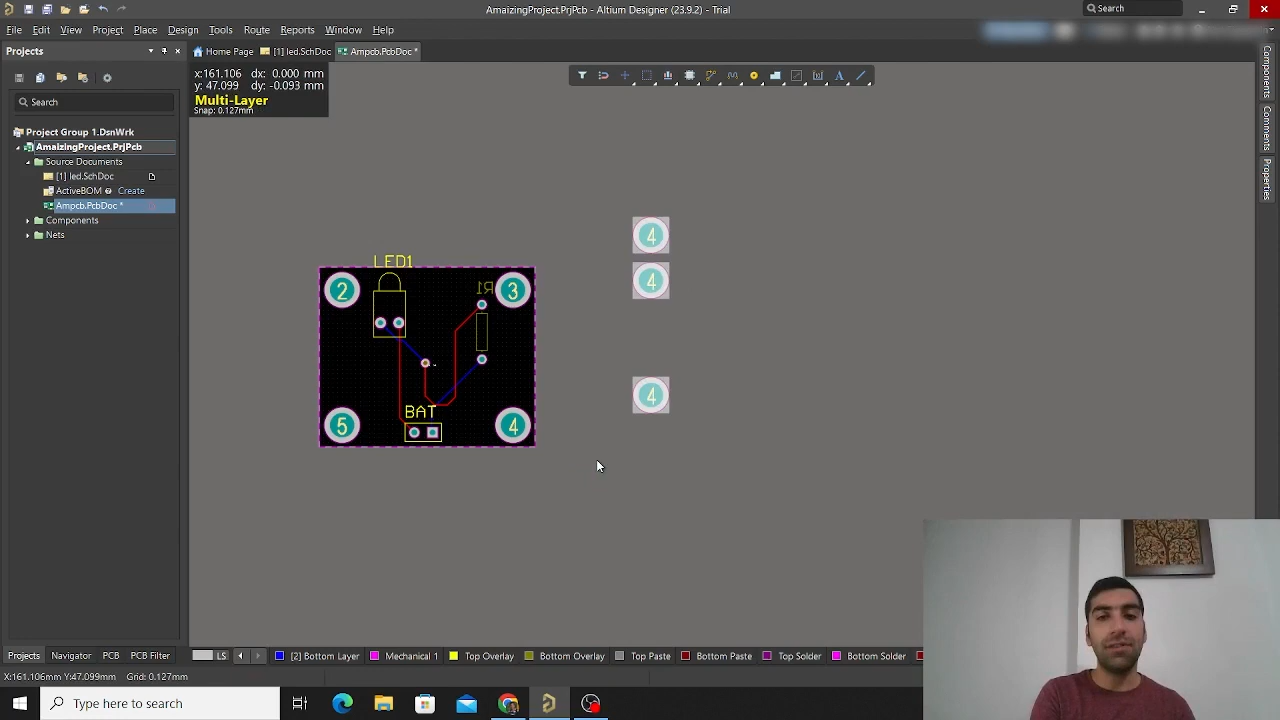 AmaizingProject.PrjPcb - Altium Designer (23.9.2) - Trial
Search
File Edit View Project Place Design Tools Route Reports Window Help
Projects
Home Page [1] led.SchDoc Ampcb.PcbDoc *
x:161.106 dx: 0.000 mm
y: 47.099 dy: -0.093 mm
Multi-Layer
Snap: 0.127mm
Search
Project Group 1.DsnWrk
AmaizingProject.PrjPcb
Source Documents
[1] led.SchDoc
ActiveBOM Create
Ampcb.PcbDoc *
Components
Nets
Components
Comments
Properties
A
4
4
4
LED1
2
3
R1
BAT
5
4
Projects Navigator PCB PCB Filter
LS [2] Bottom Layer Mechanical 1 Top Overlay Bottom Overlay Top Paste Bottom Paste Top Solder Bottom Solder
X:161.106mm Y:47.099mm Grid: 0.127mm
Type here to search